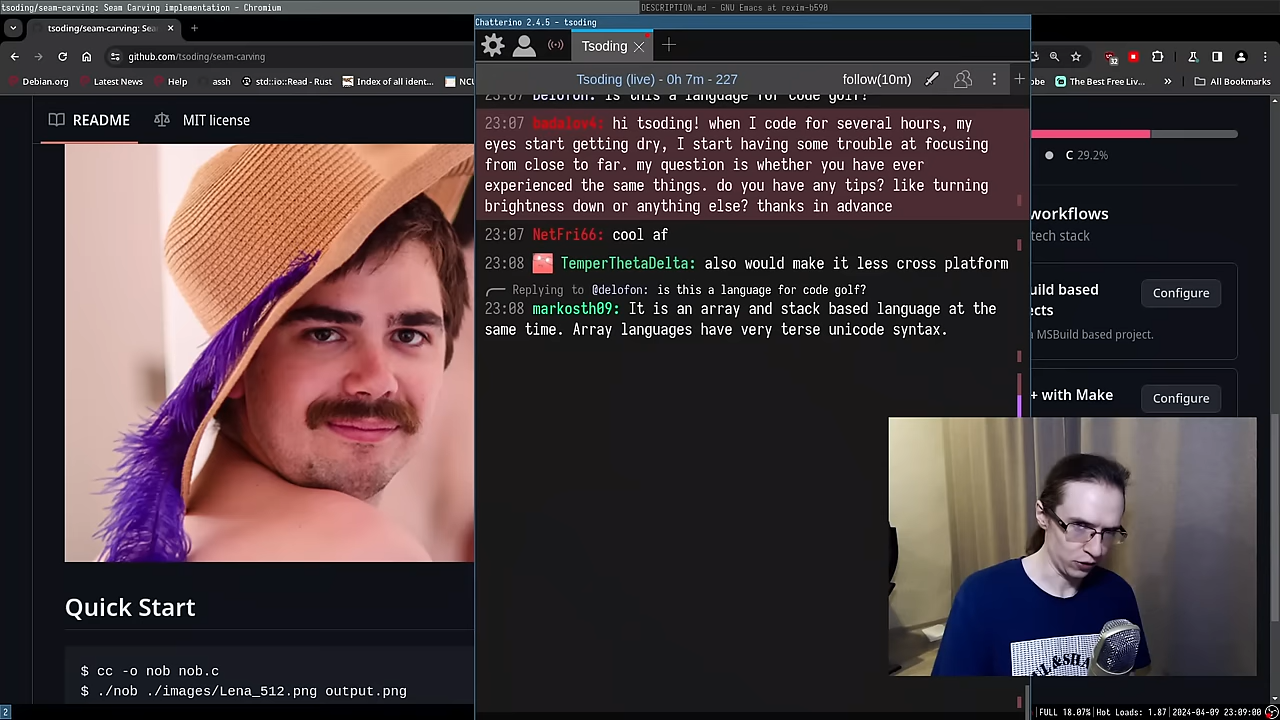 tsoding/seam-carving: Seam Carving implementation - Chromium
DESCRIPTION.md - GNU Emacs at rexim-b590
tsoding/seam-carving: Sea
github.com/tsoding/seam-carving
32
Debian.org
Latest News
Help
assh
std::io::Read - Rust
Index of all ident...
NCU
obe
The Best Free Liv...
»
All Bookmarks
README
MIT license
Quick Start
$ cc -o nob nob.c
$ ./nob ./images/Lena_512.png output.png
Chatterino 2.4.5 - tsoding
Tsoding
Tsoding (live) - 0h 7m - 227
follow(10m)
23:07 Delofon: is this a language for code golf?
23:07 badalov4: hi tsoding! when I code for several hours, my
eyes start getting dry, I start having some trouble at focusing
from close to far. my question is whether you have ever
experienced the same things. do you have any tips? like turning
brightness down or anything else? thanks in advance
23:07 NetFri66: cool af
23:08 TemperThetaDelta: also would make it less cross platform
Replying to @delofon: is this a language for code golf?
23:08 markosth09: It is an array and stack based language at the
same time. Array languages have very terse unicode syntax.
C 29.2%
workflows
tech stack
uild based
ects
Configure
MSBuild based project.
+ with Make
Configure
2
FULL 18.07%|Hot Loads: 1.87 |2024-04-09 23:09:00